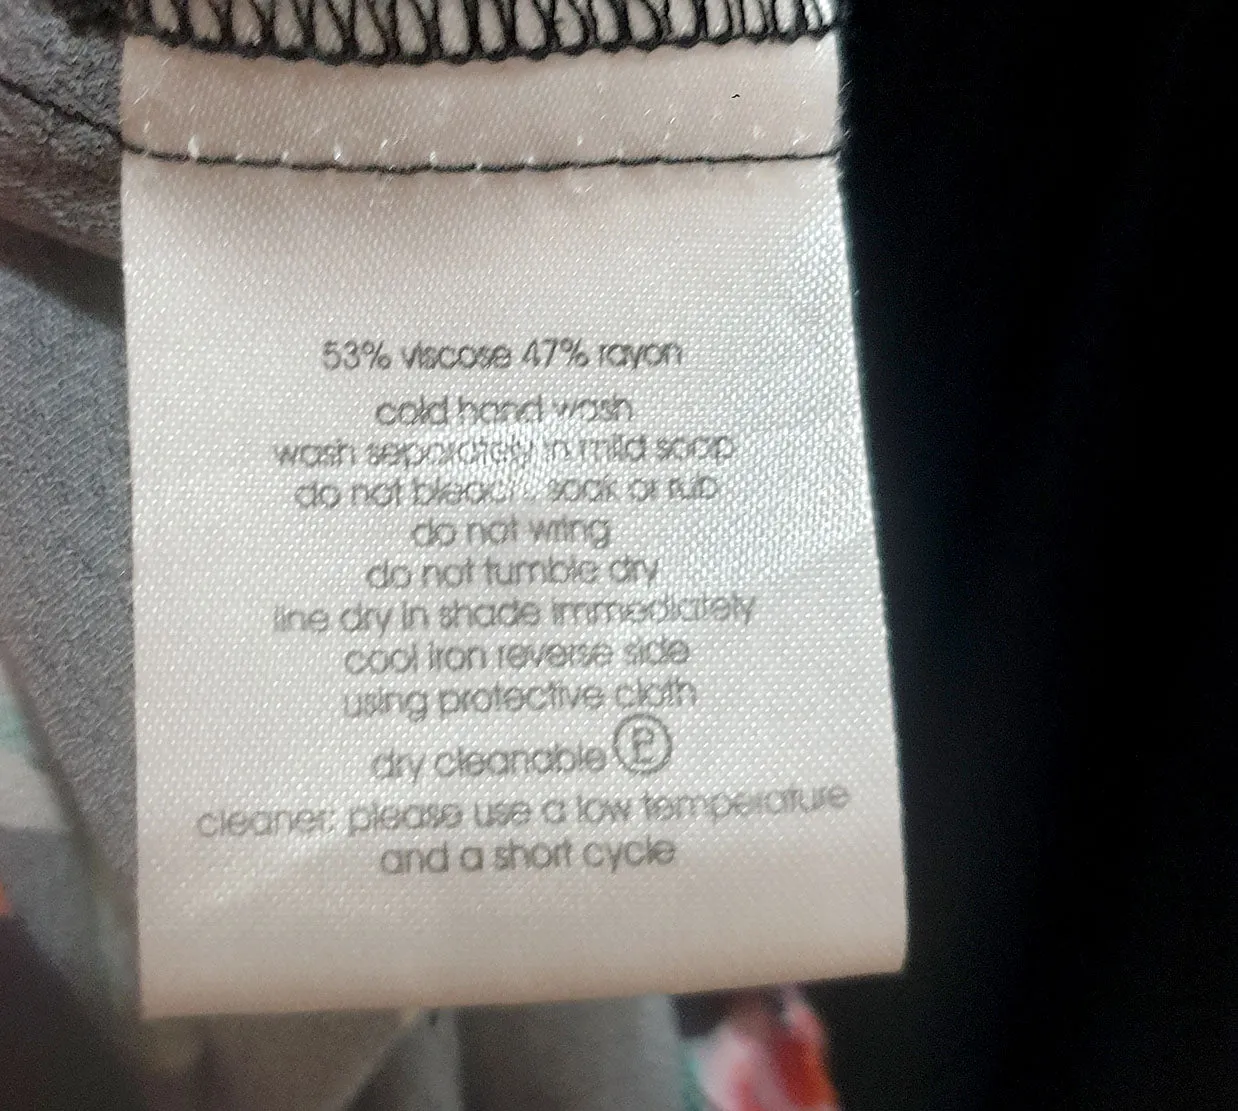 53% viscose 47% rayon
cold hand wash
wash separately in mild soap
do not bleach, soak or rub
do not wring
do not tumble dry
line dry in shade immediately
cool iron reverse side
using protective cloth
dry cleanable P
cleaner: please use a low temperature
and a short cycle